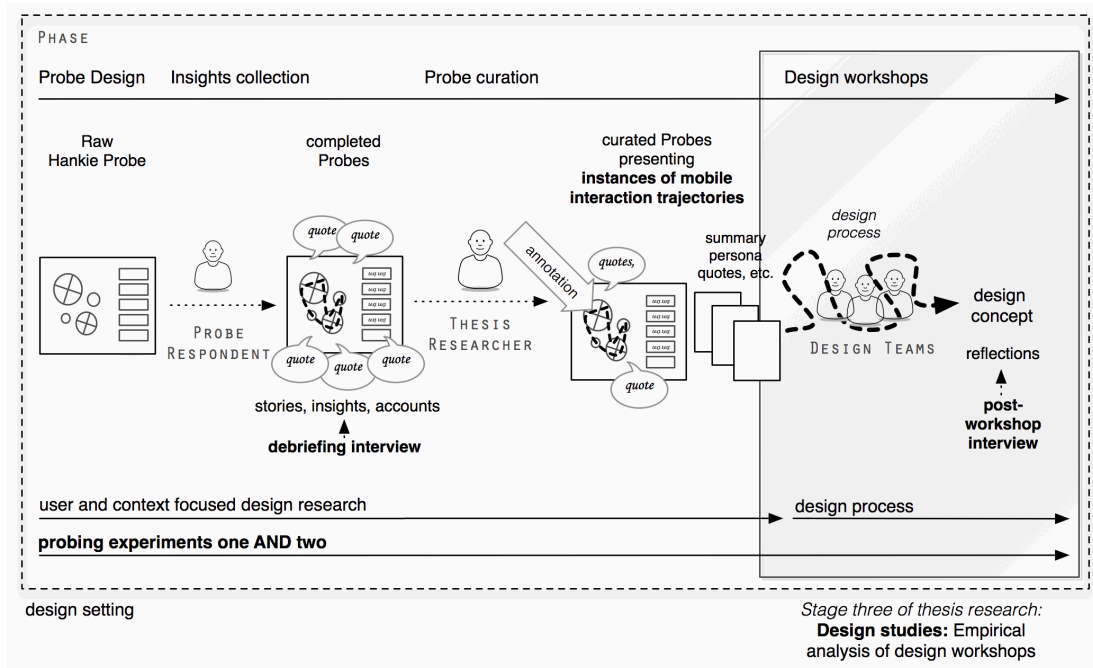 PHASE
Probe Design
Insights collection
Probe curation
Design workshops
Raw
Hankie Probe
completed
Probes
curated Probes
presenting
instances of mobile
interaction trajectories
design
process
quote
quote
quotes,
annotation
summary
persona
quotes, etc.
PROBE
RESPONDENT
THESIS
RESEARCHER
DESIGN TEAMS
design
concept
quote
quote
quote
quote
stories, insights, accounts
debriefing interview
reflections
post-
workshop
interview
user and context focused design research
design process
probing experiments one AND two
design setting
Stage three of thesis research:
Design studies: Empirical
analysis of design workshops